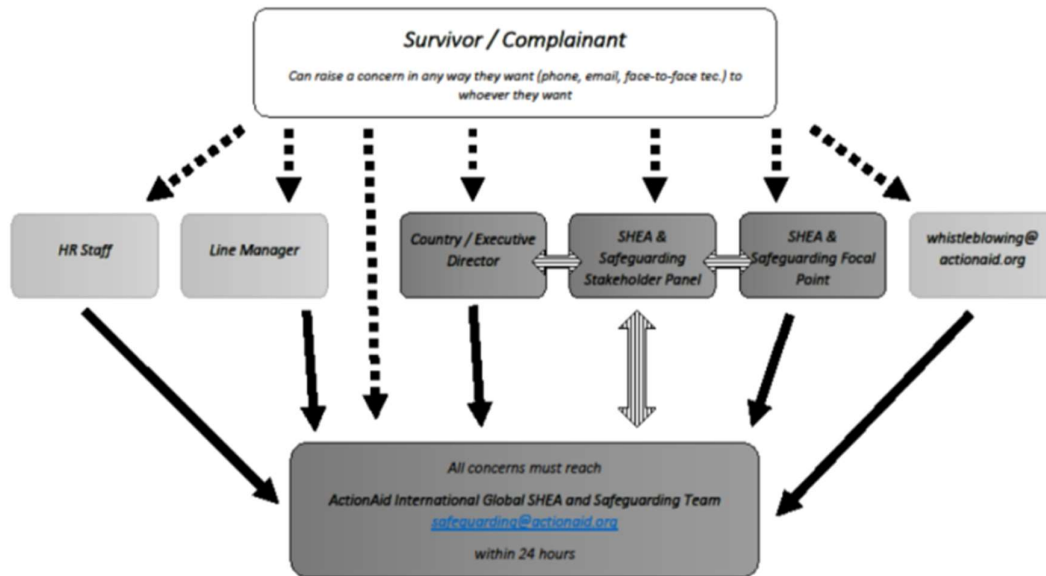 Survivor / Complainant
Can raise a concern in any way they want (phone, email, face-to-face tec.) to
whoever they want
HR Staff
Line Manager
Country / Executive
Director
SHEA &
Safeguarding
Stakeholder Panel
SHEA &
Safeguarding Focal
Point
whistleblowing@
actionaid.org
All concerns must reach
ActionAid International Global SHEA and Safeguarding Team
safeguarding@actionaid.org
within 24 hours